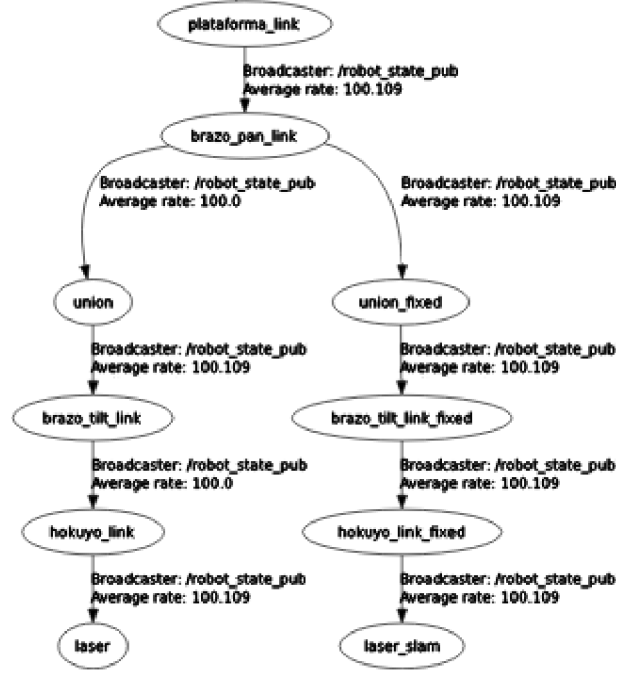 plataforma_link
Broadcaster: /robot_state_pub
Average rate: 100.109
brazo_pan_link
Broadcaster: /robot_state_pub
Average rate: 100.0
Broadcaster: /robot_state_pub
Average rate: 100.109
union
union_fixed
Broadcaster: /robot_state_pub
Average rate: 100.109
Broadcaster: /robot_state_pub
Average rate: 100.109
brazo_tilt_link
brazo_tilt_link_fixed
Broadcaster: /robot_state_pub
Average rate: 100.0
Broadcaster: /robot_state_pub
Average rate: 100.109
hokuyo_link
hokuyo_link_fixed
Broadcaster: /robot_state_pub
Average rate: 100.109
Broadcaster: /robot_state_pub
Average rate: 100.109
laser
laser_slam